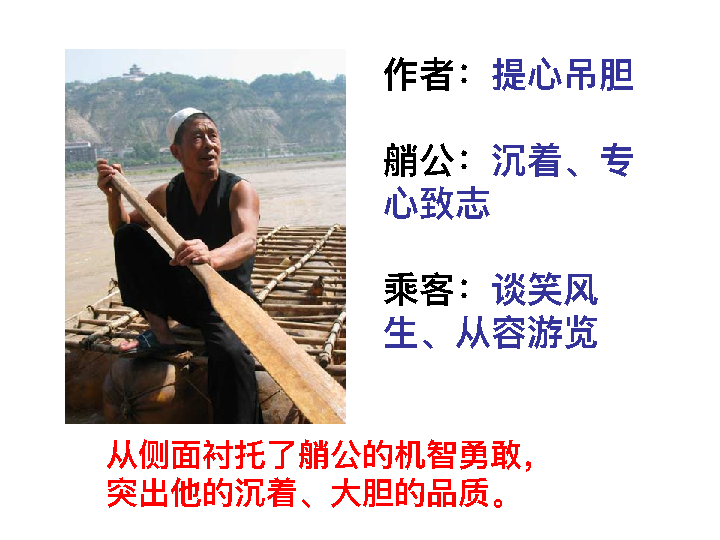 作者：提心吊胆
艄公：沉着、专
心致志
乘客：谈笑风
生、从容游览
从侧面衬托了艄公的机智勇敢，
突出他的沉着、大胆的品质。